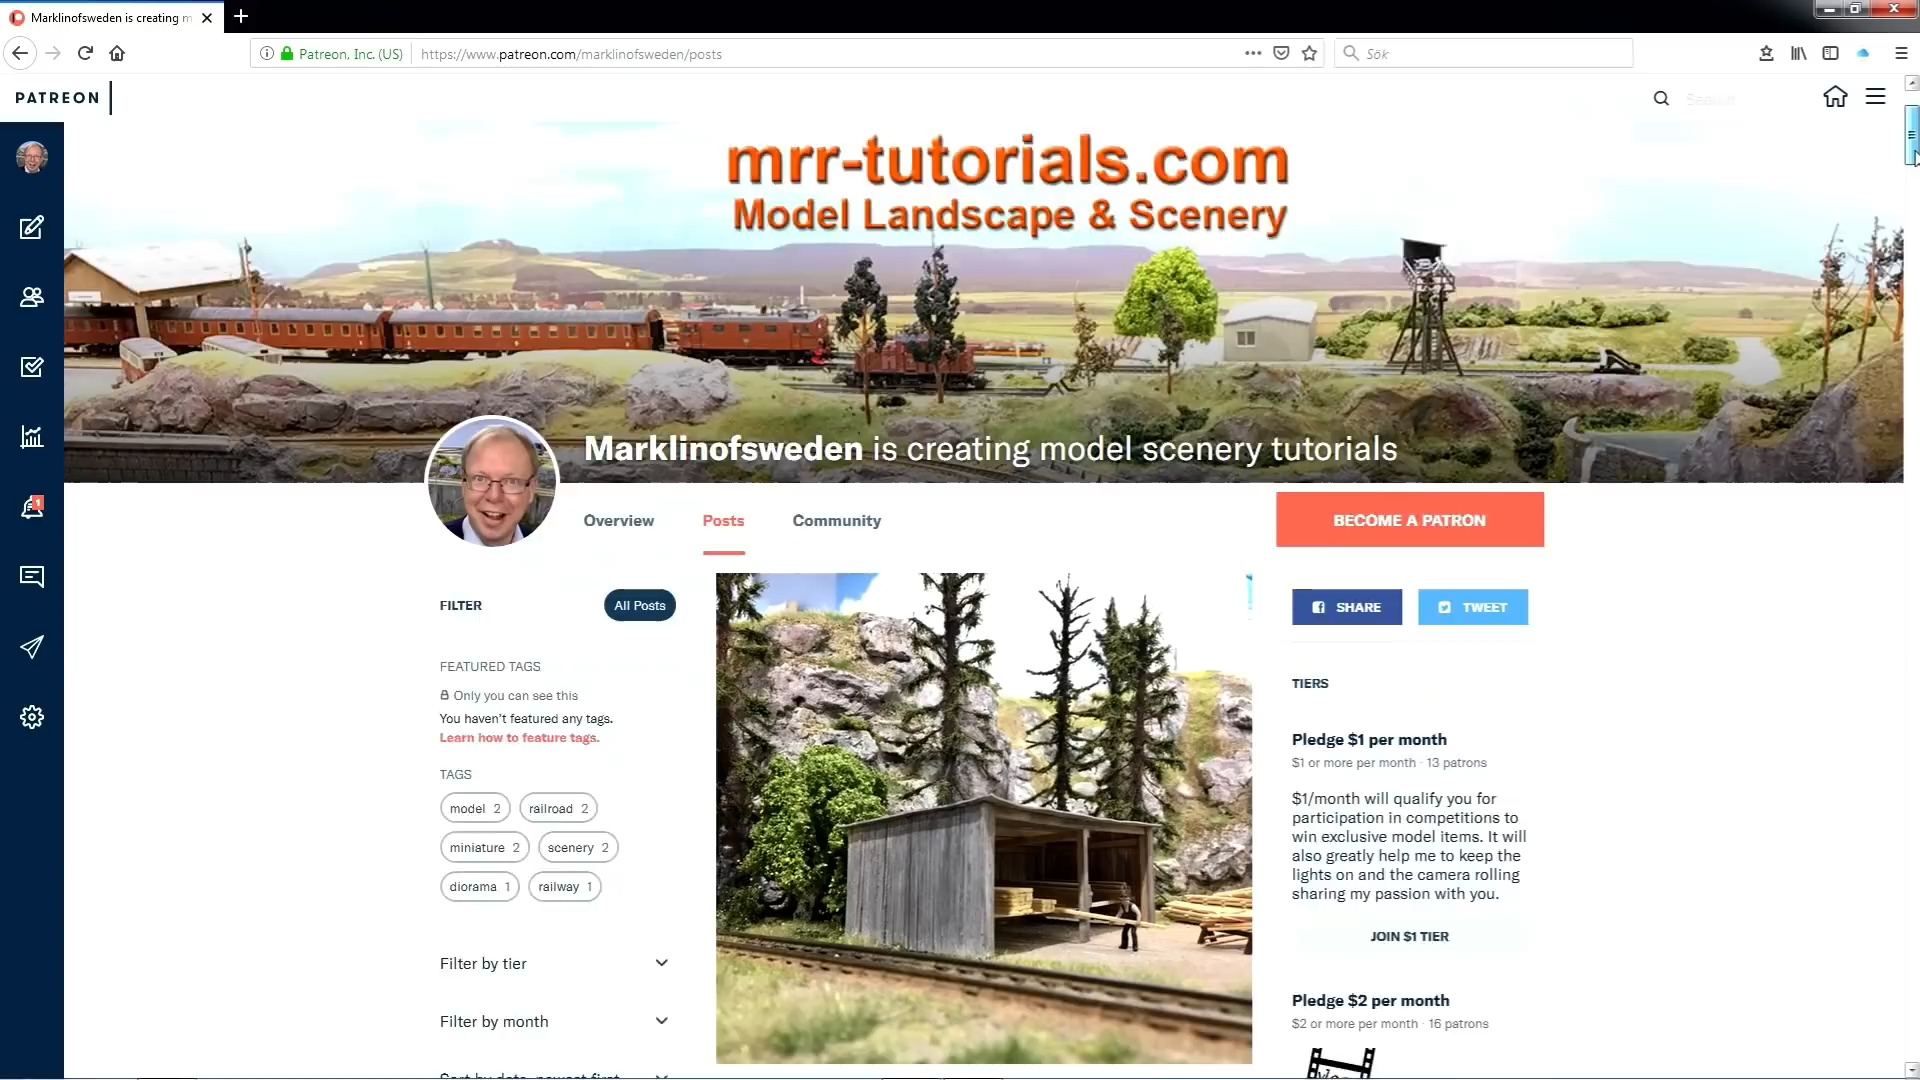 Marklinofsweden is creating m
Patreon, Inc. (US)
https://www.patreon.com/marklinofsweden/posts
Sök
PATREON
Search
mrr-tutorials.com
Model Landscape & Scenery
Marklinofsweden is creating model scenery tutorials
1
Overview
Posts
Community
BECOME A PATRON
FILTER
All Posts
FEATURED TAGS
Only you can see this
You haven't featured any tags.
Learn how to feature tags.
TAGS
model 2
railroad 2
miniature 2
scenery 2
diorama 1
railway 1
Filter by tier
Filter by month
SHARE
TWEET
TIERS
Pledge $1 per month
$1 or more per month · 13 patrons
$1/month will qualify you for
participation in competitions to
win exclusive model items. It will
also greatly help me to keep the
lights on and the camera rolling
sharing my passion with you.
JOIN $1 TIER
Pledge $2 per month
$2 or more per month · 16 patrons